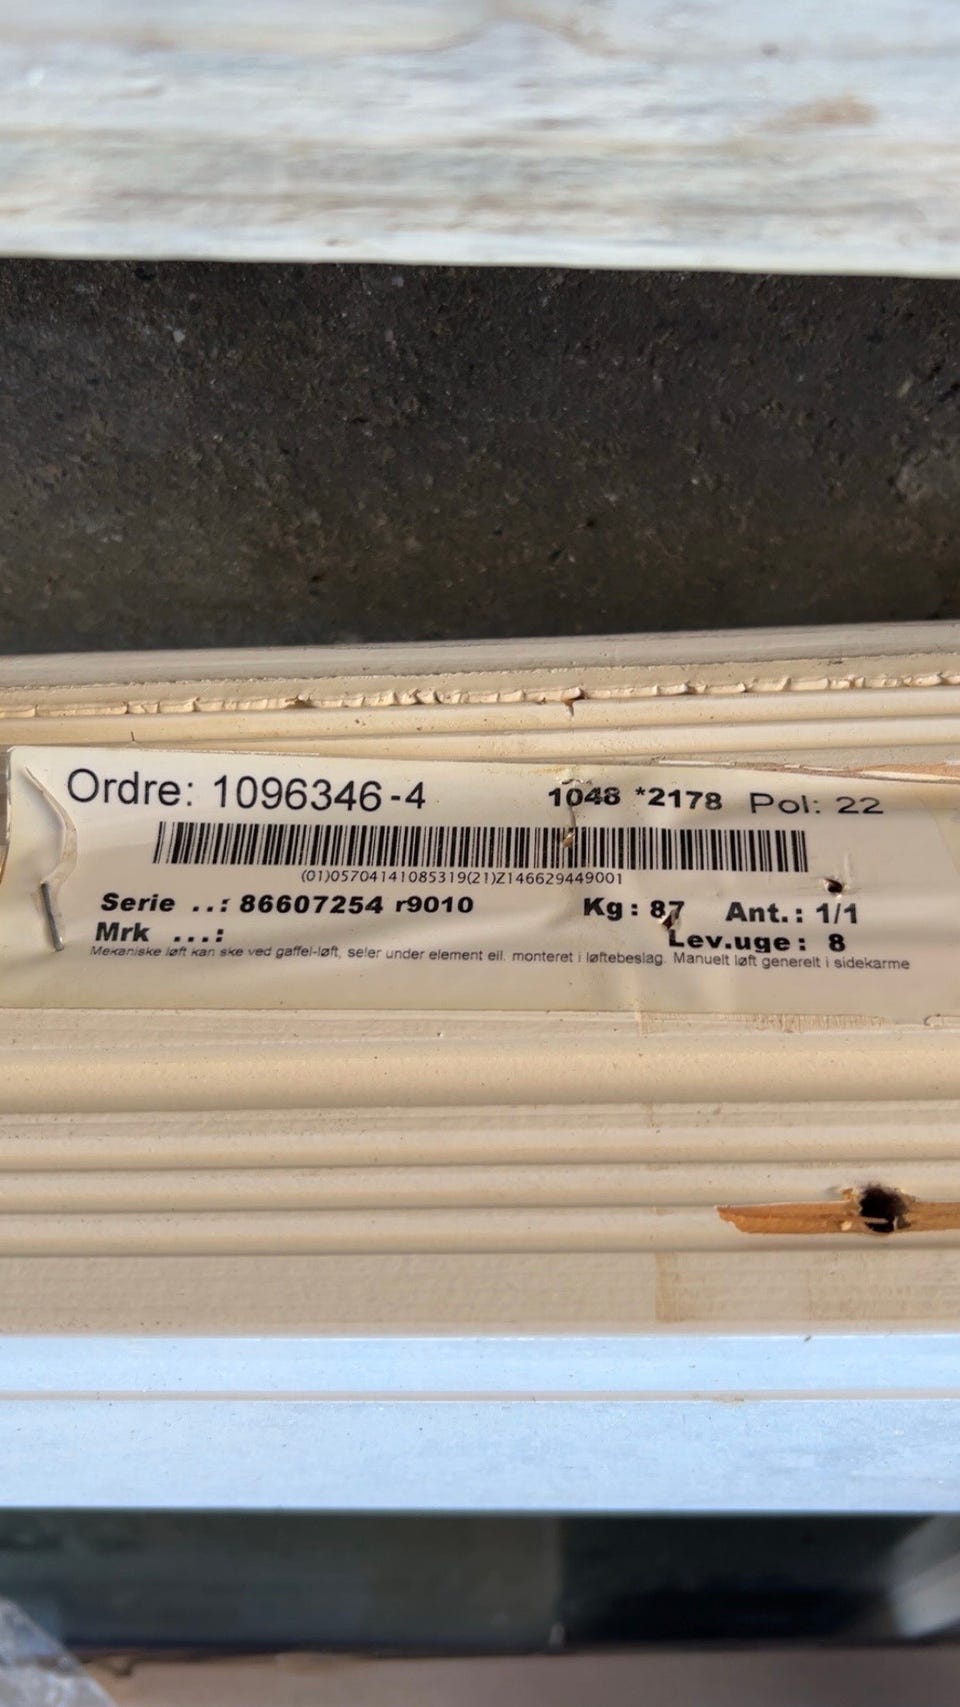 Ordre: 1096346-4 1048 *2178 Pol: 22
(01)05704141085319(21)Z146629449001
Serie ..: 86607254 r9010 Kg: 87 Ant.: 1/1
Mrk ...: Lev.uge: 8
Mekaniske løft kan ske ved gaffel-løft, seler under element ell. monteret i løftebeslag. Manuelt løft generelt i sidekarme